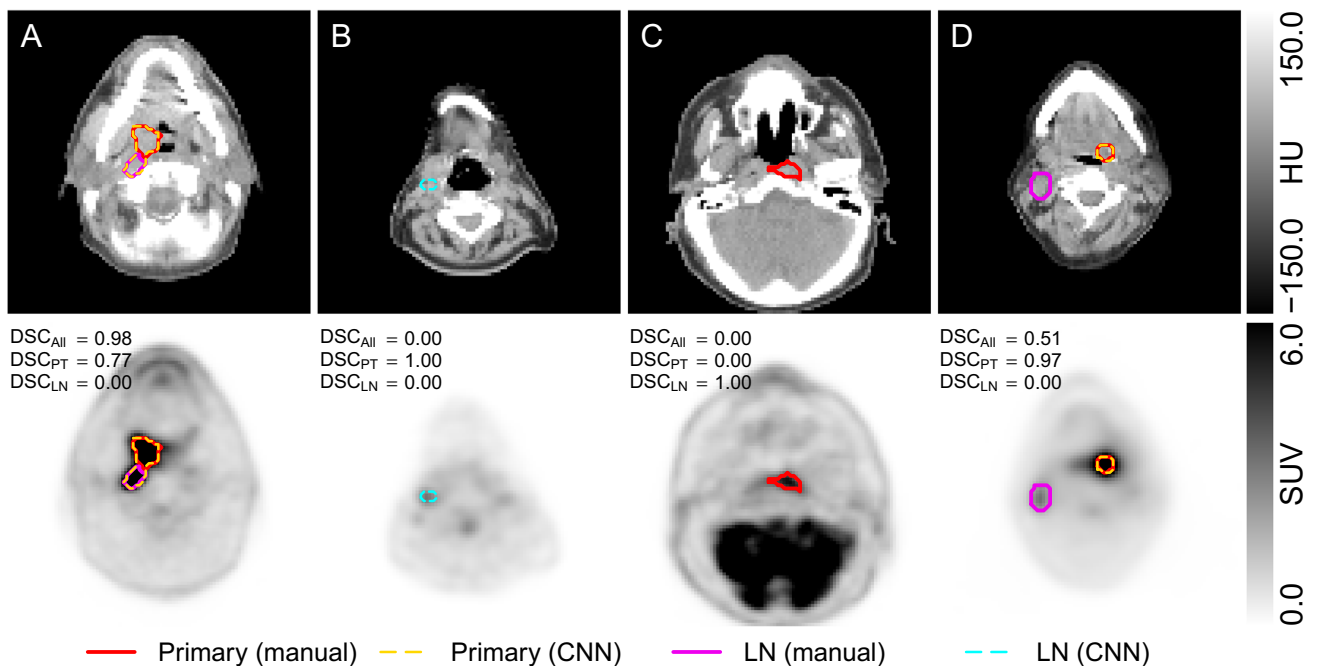 A
B
C
D
150.0
HU
−150.0
DSCAll = 0.98
DSCPT = 0.77
DSCLN = 0.00
DSCAll = 0.00
DSCPT = 1.00
DSCLN = 0.00
DSCAll = 0.00
DSCPT = 0.00
DSCLN = 1.00
DSCAll = 0.51
DSCPT = 0.97
DSCLN = 0.00
6.0
SUV
0.0
Primary (manual)
Primary (CNN)
LN (manual)
LN (CNN)